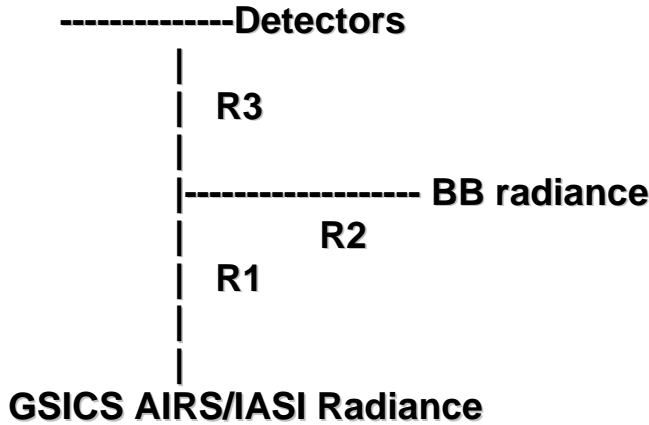 --------------Detectors
|
| R3
|
|------------------- BB radiance
R2
| R1
|
|
GSICS AIRS/IASI Radiance